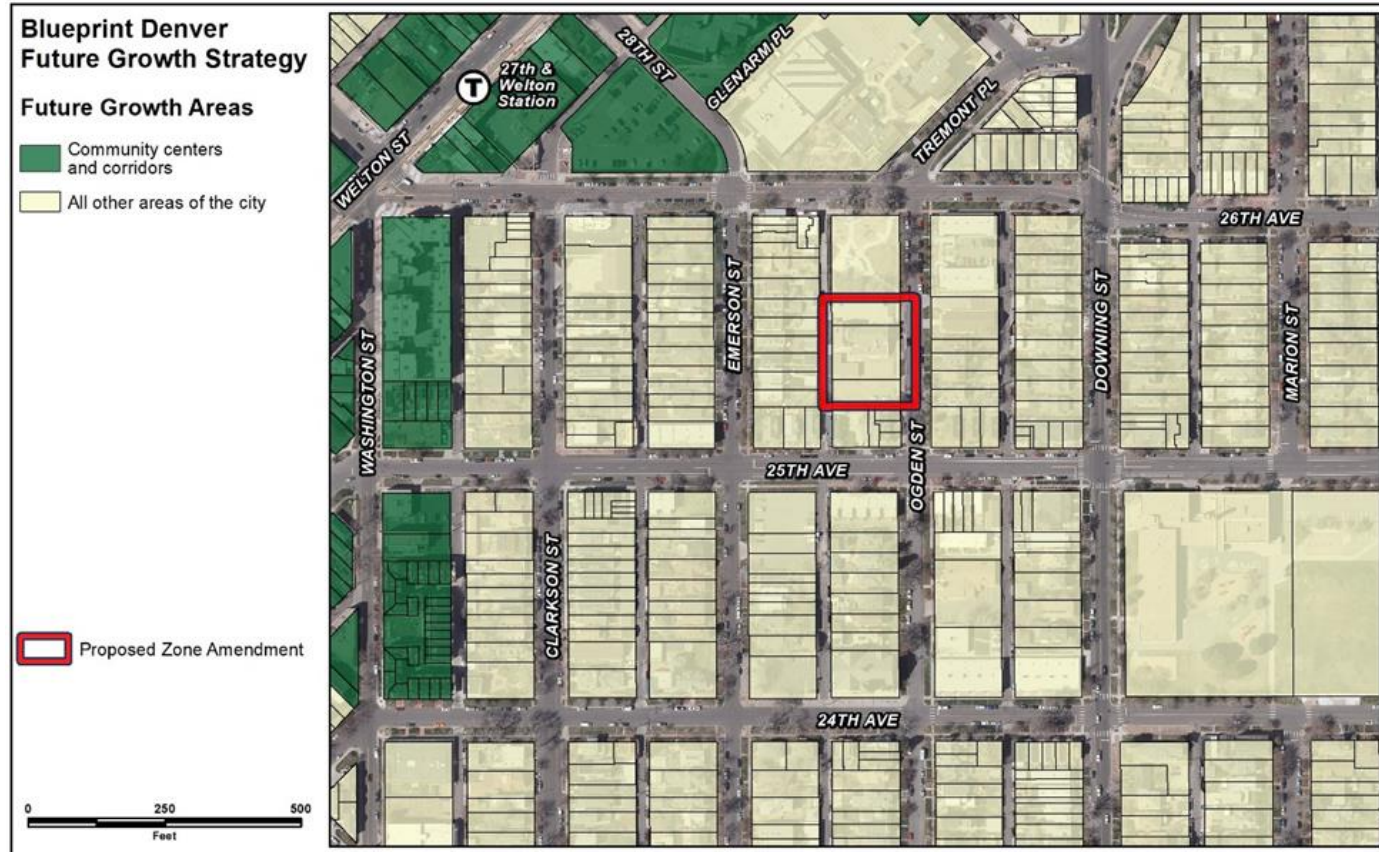 Blueprint Denver
Future Growth Strategy
Future Growth Areas
Community centers
and corridors
All other areas of the city
Proposed Zone Amendment
0 250 500
Feet
T
27th &
Welton
Station
28TH ST
GLENARM PL
TREMONT PL
WELTON ST
26TH AVE
WASHINGTON ST
EMERSON ST
DOWNING ST
MARION ST
25TH AVE
OGDEN ST
CLARKSON ST
24TH AVE